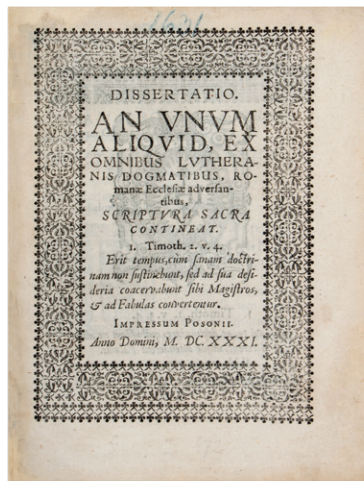 1631
DISSERTATIO.
AN VNVM
ALIQVID, EX
OMNIBUS LVTHERA-
NIS DOGMATIBUS, RO-
manæ Ecclesiæ adversan-
tibus,
SCRIPTVRA SACRA
CONTINEAT.
1. Timoth. 2. v. 4.
Erit tempus, cùm sanam doctri-
nam non sustinebunt, sed ad sua desi-
deria coacervabunt sibi Magistros,
& ad Fabulas convertentur.
IMPRESSUM POSONII.
Anno Domini, M. DC. XXXI.